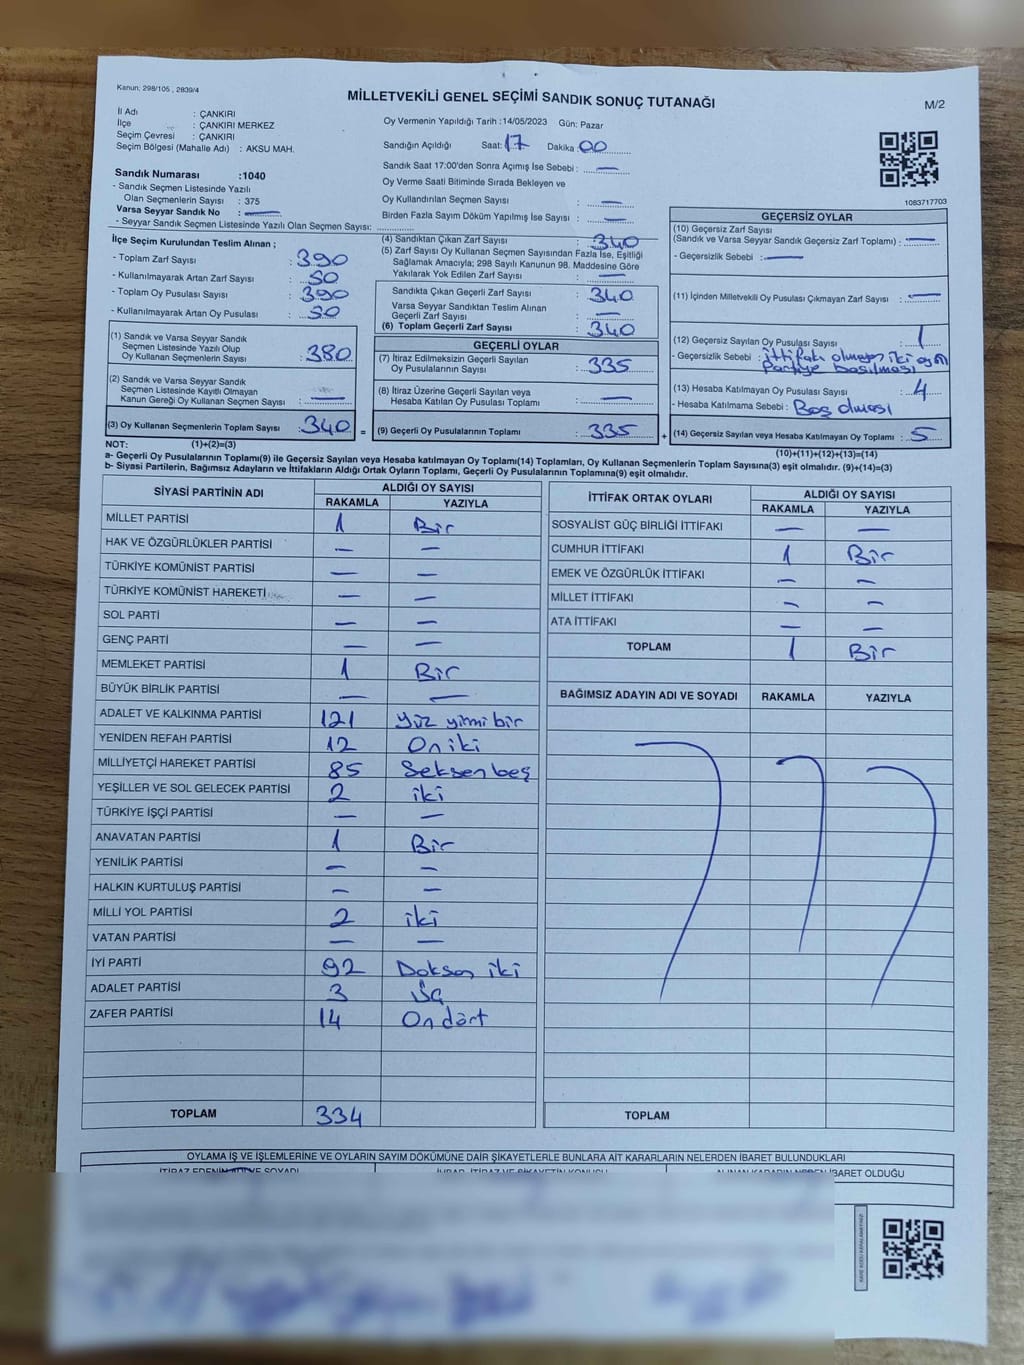 Kanun; 298/105 , 2839/4
MİLLETVEKİLİ GENEL SEÇİMİ SANDIK SONUÇ TUTANAĞI
M/2
İl Adı : ÇANKIRI
İlçe : ÇANKIRI MERKEZ
Seçim Çevresi : ÇANKIRI
Seçim Bölgesi (Mahalle Adı) : AKSU MAH.
Oy Vermenin Yapıldığı Tarih : 14/05/2023 Gün: Pazar
Sandığın Açıldığı Saat: 17 Dakika 00
Sandık Saat 17:00'den Sonra Açımış İse Sebebi : —
Oy Verme Saati Bitiminde Sırada Bekleyen ve
Oy Kullandırılan Seçmen Sayısı : —
Birden Fazla Sayım Döküm Yapılmış İse Sayısı : —
Sandık Numarası :1040
- Sandık Seçmen Listesinde Yazılı
Olan Seçmenlerin Sayısı : 375
Varsa Seyyar Sandık No : —
- Seyyar Sandık Seçmen Listesinde Yazılı Olan Seçmen Sayısı:
1083717703
İlçe Seçim Kurulundan Teslim Alınan ;
- Toplam Zarf Sayısı : 390
- Kullanılmayarak Artan Zarf Sayısı : 50
- Toplam Oy Pusulası Sayısı : 390
- Kullanılmayarak Artan Oy Pusulası : 50
(1) Sandık ve Varsa Seyyar Sandık
Seçmen Listesinde Yazılı Olup
Oy Kullanan Seçmenlerin Sayısı : 380
(2) Sandık ve Varsa Seyyar Sandık
Seçmen Listesinde Kayıtlı Olmayan
Kanun Gereği Oy Kullanan Seçmen Sayısı : —
(3) Oy Kullanan Seçmenlerin Toplam Sayısı : 340
(4) Sandıktan Çıkan Zarf Sayısı : 340
(5) Zarf Sayısı Oy Kullanan Seçmen Sayısından Fazla İse, Eşitliği
Sağlamak Amacıyla; 298 Sayılı Kanunun 98. Maddesine Göre
Yakılarak Yok Edilen Zarf Sayısı : —
Sandıkta Çıkan Geçerli Zarf Sayısı : 340
Varsa Seyyar Sandıktan Teslim Alınan
Geçerli Zarf Sayısı : —
(6) Toplam Geçerli Zarf Sayısı : 340
GEÇERLİ OYLAR
(7) İtiraz Edilmeksizin Geçerli Sayılan
Oy Pusulalarının Sayısı : 335
(8) İtiraz Üzerine Geçerli Sayılan veya
Hesaba Katılan Oy Pusulası Toplamı : —
= (9) Geçerli Oy Pusulalarının Toplamı : 335
GEÇERSİZ OYLAR
(10) Geçersiz Zarf Sayısı
(Sandık ve Varsa Seyyar Sandık Geçersiz Zarf Toplamı) : —
- Geçersizlik Sebebi : —
(11) İçinden Milletvekili Oy Pusulası Çıkmayan Zarf Sayısı : —
(12) Geçersiz Sayılan Oy Pusulası Sayısı : 1
- Geçersizlik Sebebi : ittifakı olmayan iki ayrı
Partiye basılması
(13) Hesaba Katılmayan Oy Pusulası Sayısı : 4
- Hesaba Katılmama Sebebi : Boş olması
+ (14) Geçersiz Sayılan veya Hesaba Katılmayan Oy Toplamı : 5
NOT: (1)+(2)=(3)
(10)+(11)+(12)+(13)=(14)
a- Geçerli Oy Pusulalarının Toplamı(9) ile Geçersiz Sayılan veya Hesaba katılmayan Oy Toplamı(14) Toplamları, Oy Kullanan Seçmenlerin Toplam Sayısına(3) eşit olmalıdır. (9)+(14)=(3)
b- Siyasi Partilerin, Bağımsız Adayların ve İttifakların Aldığı Ortak Oyların Toplamı, Geçerli Oy Pusulalarının Toplamına(9) eşit olmalıdır.
SİYASİ PARTİNİN ADI ALDIĞI OY SAYISI
RAKAMLA YAZIYLA
MİLLET PARTİSİ 1 Bir
HAK VE ÖZGÜRLÜKLER PARTİSİ — —
TÜRKİYE KOMÜNİST PARTİSİ — —
TÜRKİYE KOMÜNİST HAREKETİ — —
SOL PARTİ — —
GENÇ PARTİ — —
MEMLEKET PARTİSİ 1 Bir
BÜYÜK BİRLİK PARTİSİ — —
ADALET VE KALKINMA PARTİSİ 121 Yüz yirmi bir
YENİDEN REFAH PARTİSİ 12 On iki
MİLLİYETÇİ HAREKET PARTİSİ 85 Seksen beş
YEŞİLLER VE SOL GELECEK PARTİSİ 2 iki
TÜRKİYE İŞÇİ PARTİSİ — —
ANAVATAN PARTİSİ 1 Bir
YENİLİK PARTİSİ — —
HALKIN KURTULUŞ PARTİSİ — —
MİLLİ YOL PARTİSİ 2 iki
VATAN PARTİSİ — —
İYİ PARTİ 92 Doksan iki
ADALET PARTİSİ 3 Üç
ZAFER PARTİSİ 14 On dört
TOPLAM 334
İTTİFAK ORTAK OYLARI ALDIĞI OY SAYISI
RAKAMLA YAZIYLA
SOSYALİST GÜÇ BİRLİĞİ İTTİFAKI — —
CUMHUR İTTİFAKI 1 Bir
EMEK VE ÖZGÜRLÜK İTTİFAKI — —
MİLLET İTTİFAKI — —
ATA İTTİFAKI — —
TOPLAM 1 Bir
BAĞIMSIZ ADAYIN ADI VE SOYADI RAKAMLA YAZIYLA
TOPLAM
OYLAMA İŞ VE İŞLEMLERİNE VE OYLARIN SAYIM DÖKÜMÜNE DAİR ŞİKAYETLERLE BUNLARA AİT KARARLARIN NELERDEN İBARET BULUNDUKLARI
İTİRAZ EDENİN ADI VE SOYADI